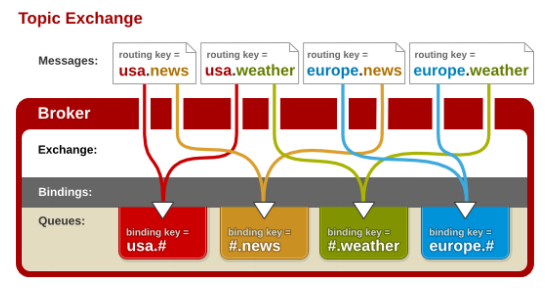 Topic Exchange
Messages:
routing key =
usa.news
routing key =
usa.weather
routing key =
europe.news
routing key =
europe.weather
Broker
Exchange:
Bindings:
Queues:
binding key =
usa.#
binding key =
#.news
binding key =
#.weather
binding key =
europe.#